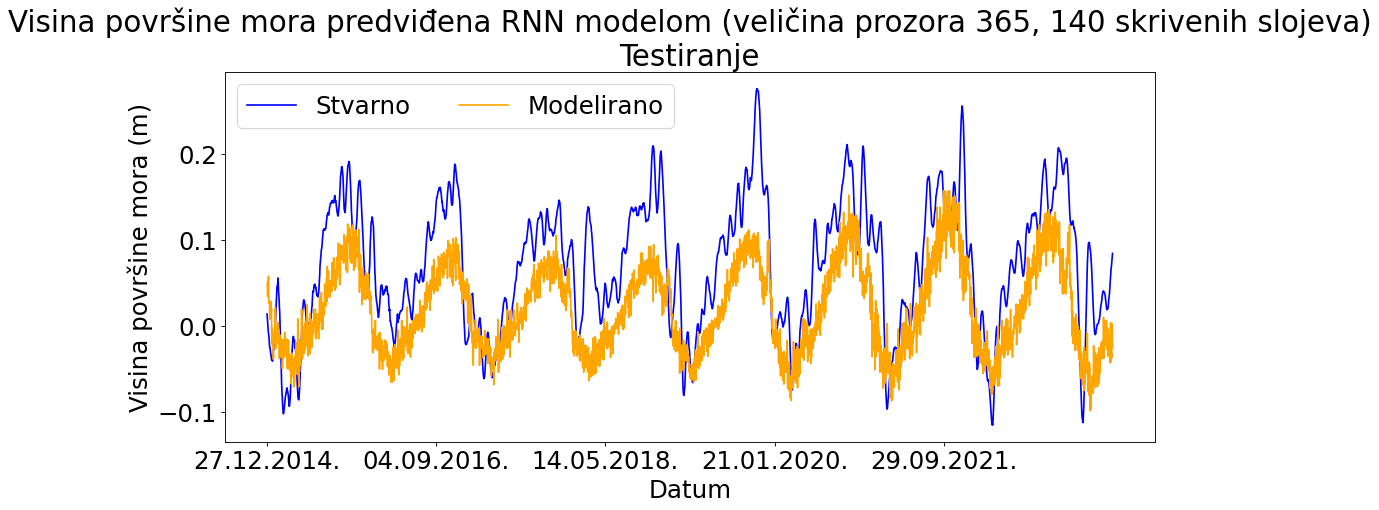 Visina površine mora predviđena RNN modelom (veličina prozora 365, 140 skrivenih slojeva)
Testiranje
Stvarno Modelirano
Visina površine mora (m)
0.2
0.1
0.0
−0.1
27.12.2014. 04.09.2016. 14.05.2018. 21.01.2020. 29.09.2021.
Datum